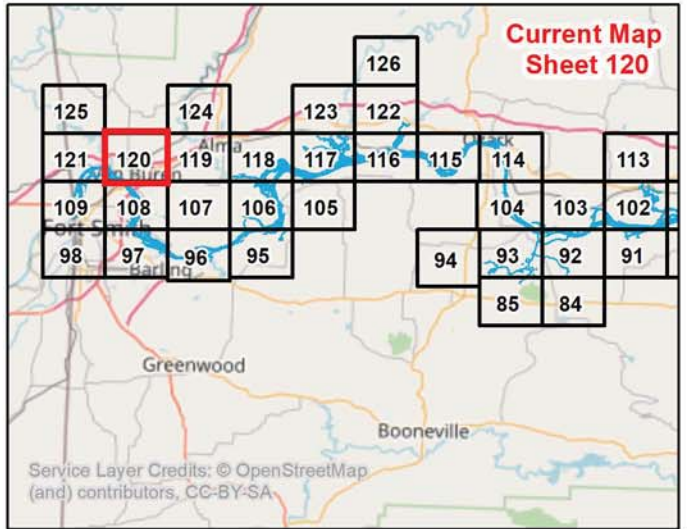 Current Map
Sheet 120
126
125 124 123 122
Alma
121 120 119 118 117 116 115 114 113
109 108 107 106 105 104 103 102
98 97 96 95 94 93 92 91
Barling
85 84
Greenwood
Booneville
Service Layer Credits: © OpenStreetMap
(and) contributors, CC-BY-SA